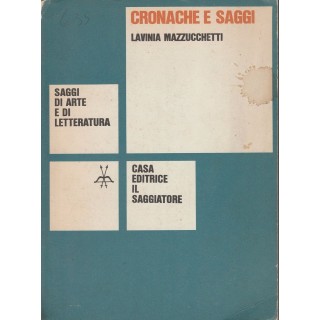 CRONACHE E SAGGI
LAVINIA MAZZUCCHETTI
SAGGI
DI ARTE
E DI
LETTERATURA
CASA
EDITRICE
IL
SAGGIATORE